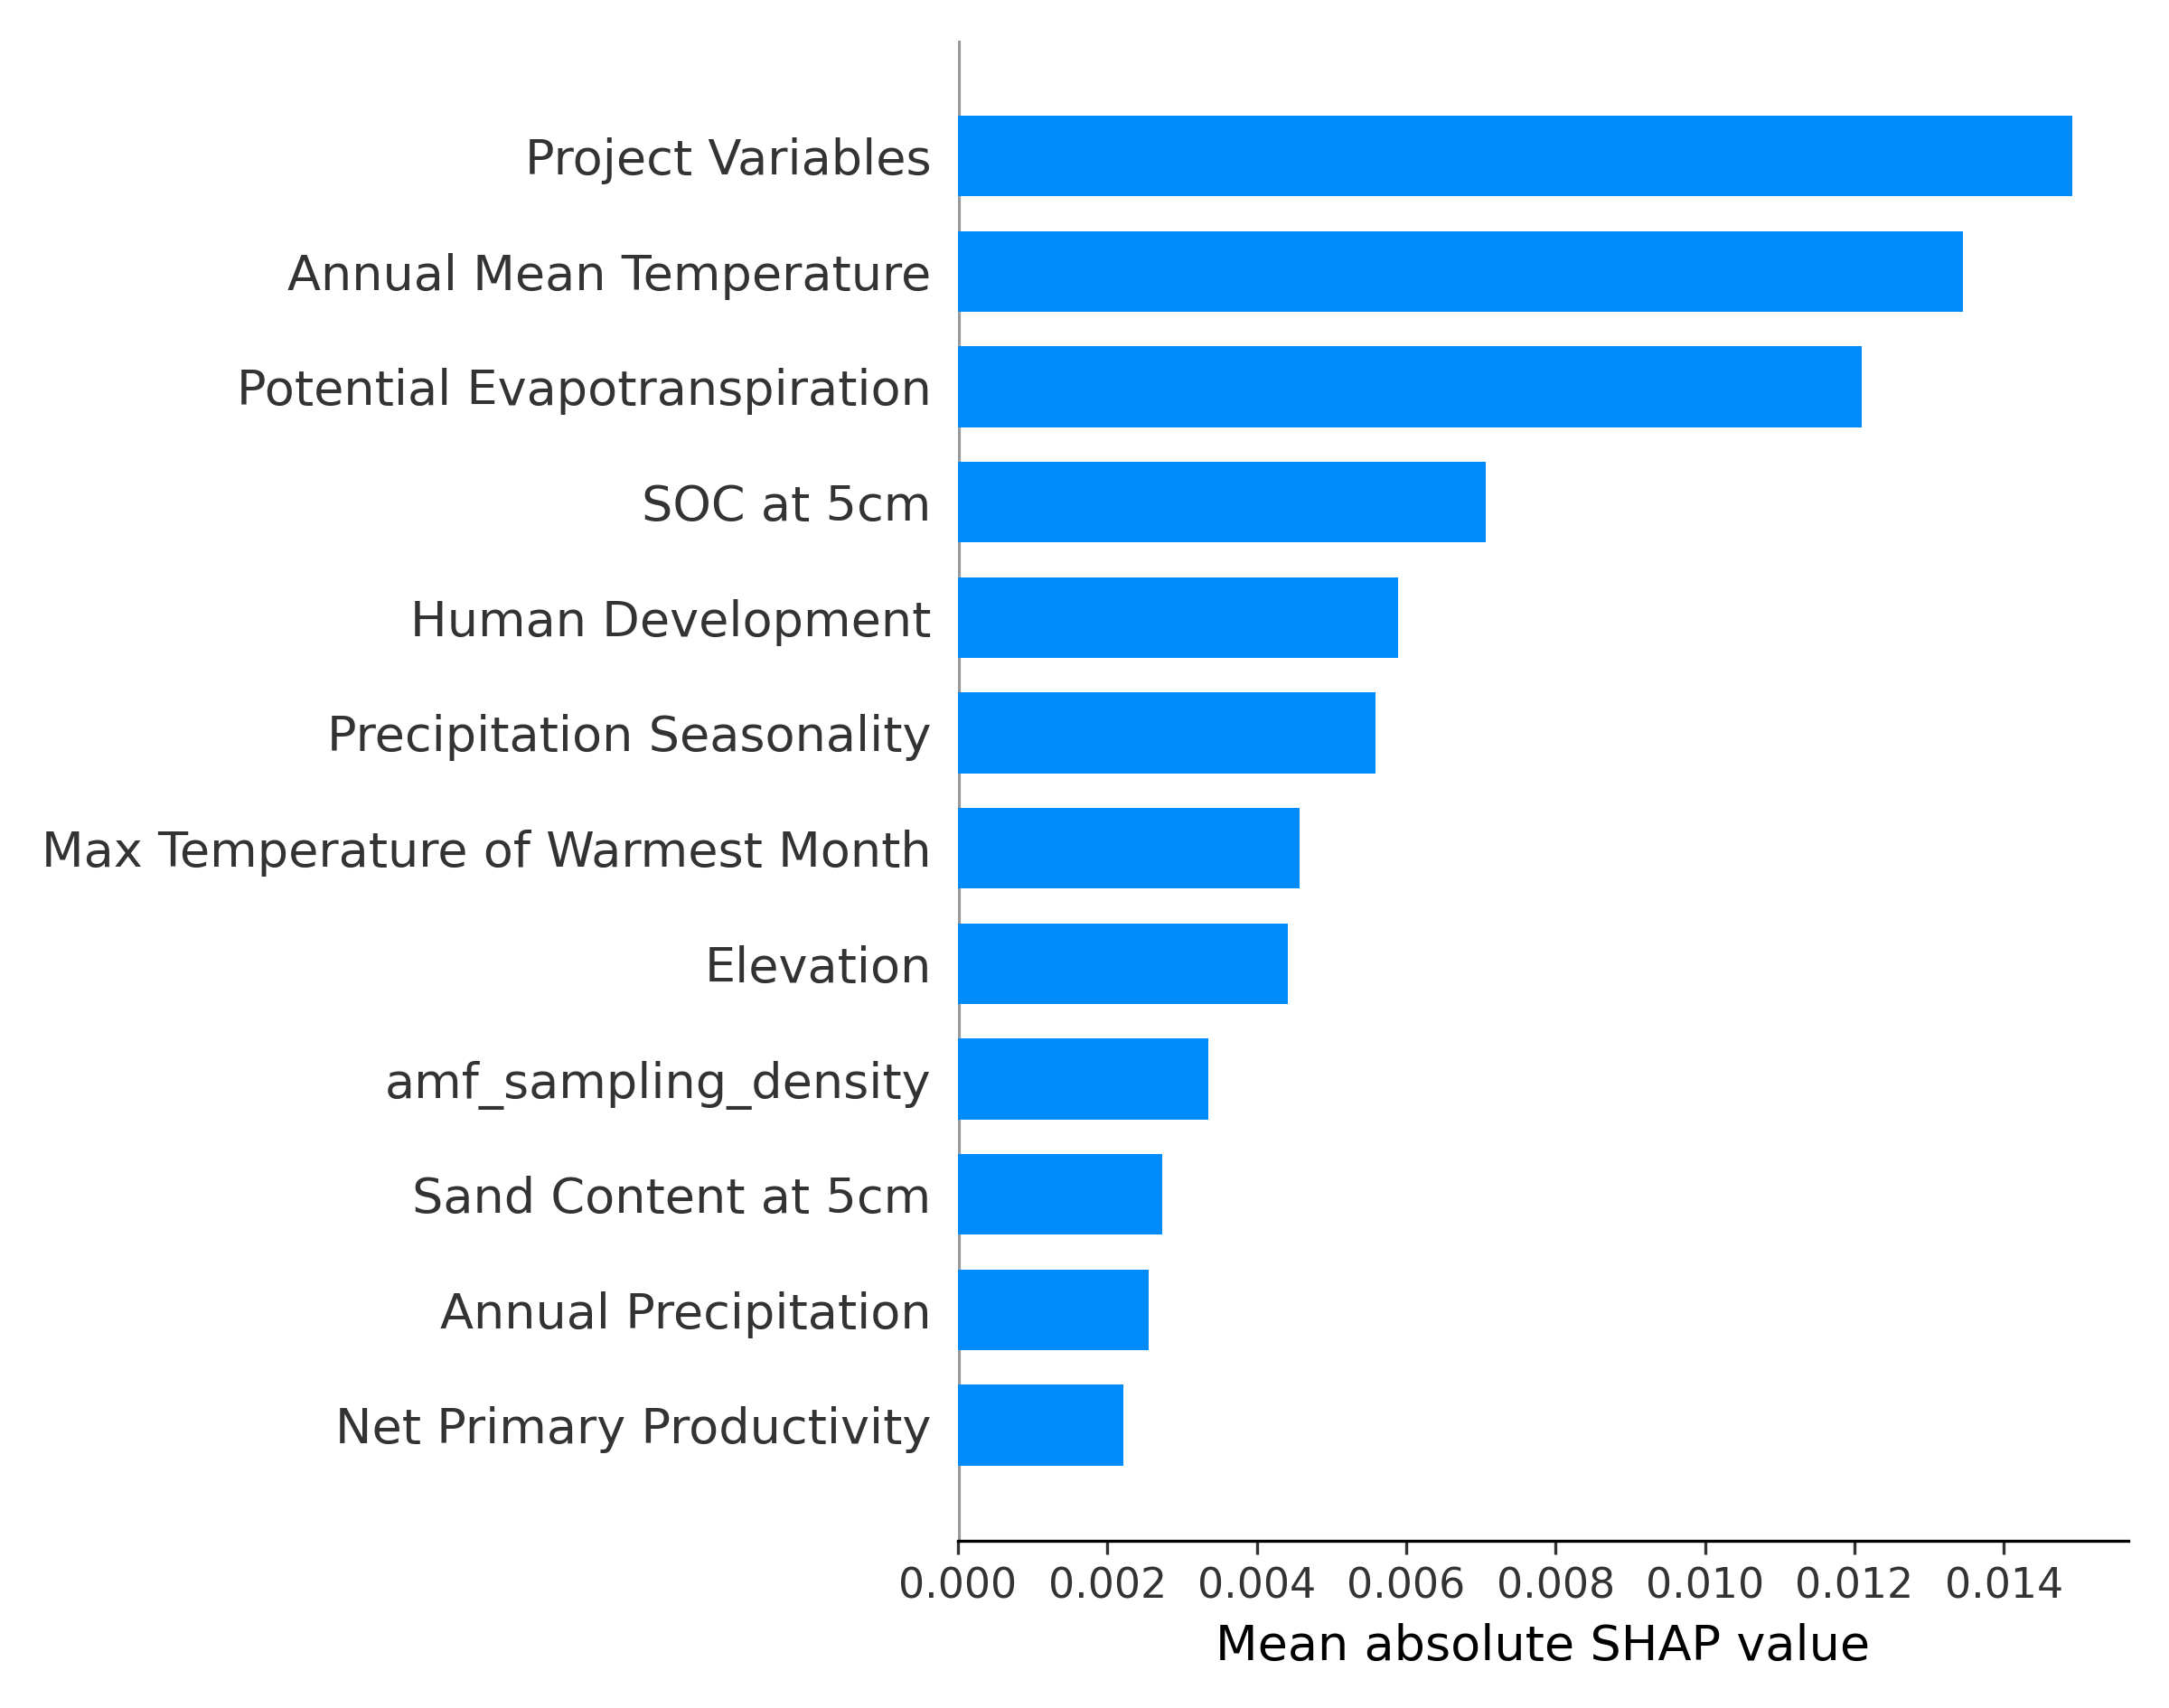 Project Variables
Annual Mean Temperature
Potential Evapotranspiration
SOC at 5cm
Human Development
Precipitation Seasonality
Max Temperature of Warmest Month
Elevation
amf_sampling_density
Sand Content at 5cm
Annual Precipitation
Net Primary Productivity
0.000 0.002 0.004 0.006 0.008 0.010 0.012 0.014
Mean absolute SHAP value